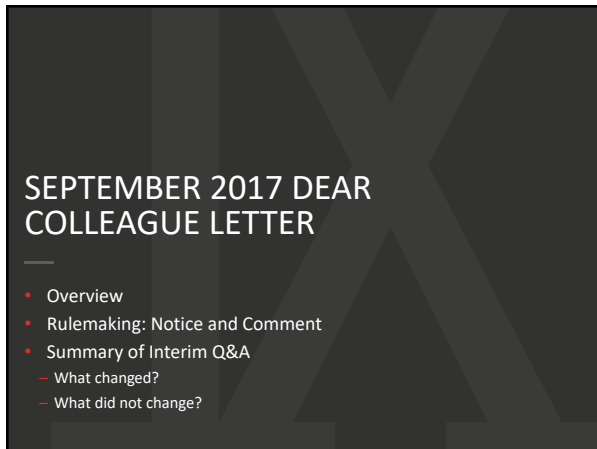 SEPTEMBER 2017 DEAR
COLLEAGUE LETTER
• Overview
• Rulemaking: Notice and Comment
• Summary of Interim Q&A
– What changed?
– What did not change?
IX